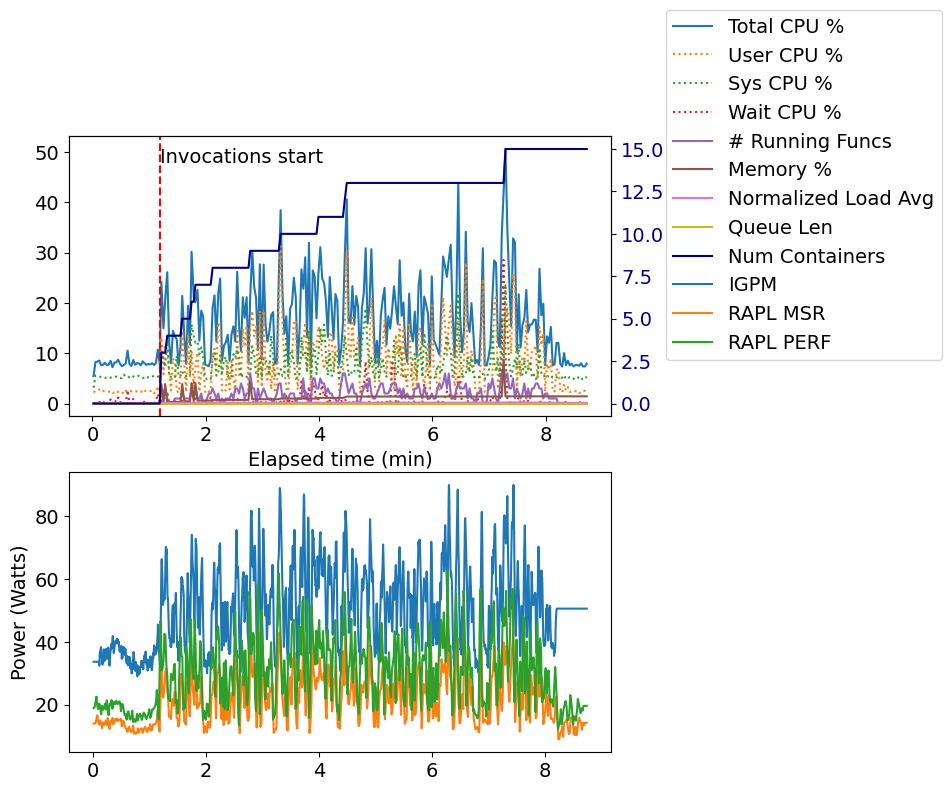 Total CPU %
User CPU %
Sys CPU %
Wait CPU %
# Running Funcs
Memory %
Normalized Load Avg
Queue Len
Num Containers
IGPM
RAPL MSR
RAPL PERF
Invocations start
50
40
30
20
10
0
15.0
12.5
10.0
7.5
5.0
2.5
0.0
0 2 4 6 8
Elapsed time (min)
Power (Watts)
80
60
40
20
0 2 4 6 8